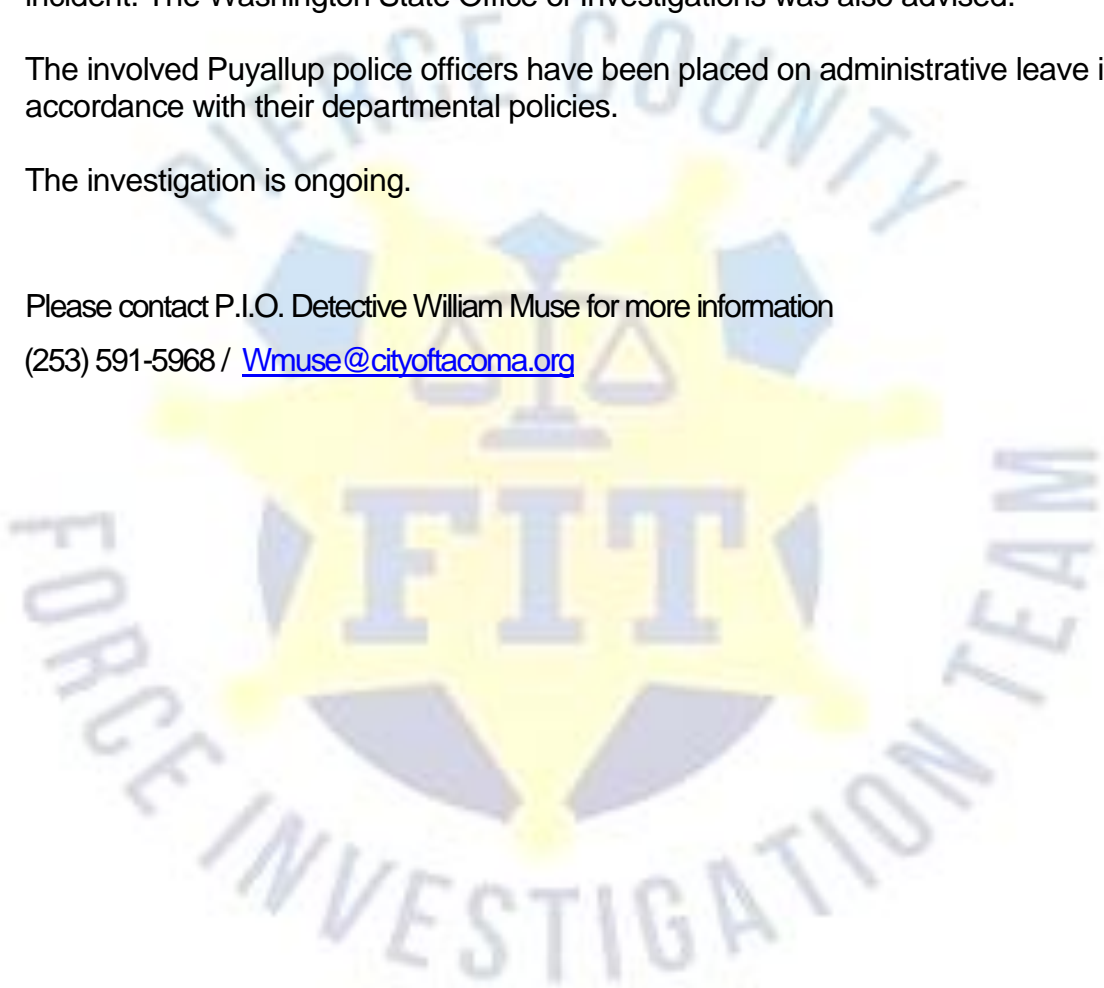 incident. The Washington State Office of Investigations was also advised.
The involved Puyallup police officers have been placed on administrative leave i
accordance with their departmental policies.
The investigation is ongoing.
Please contact P.I.O. Detective William Muse for more information
(253) 591-5968 / Wmuse@cityoftacoma.org
PIERCE COUNTY
FIT
FORCE INVESTIGATION TEAM